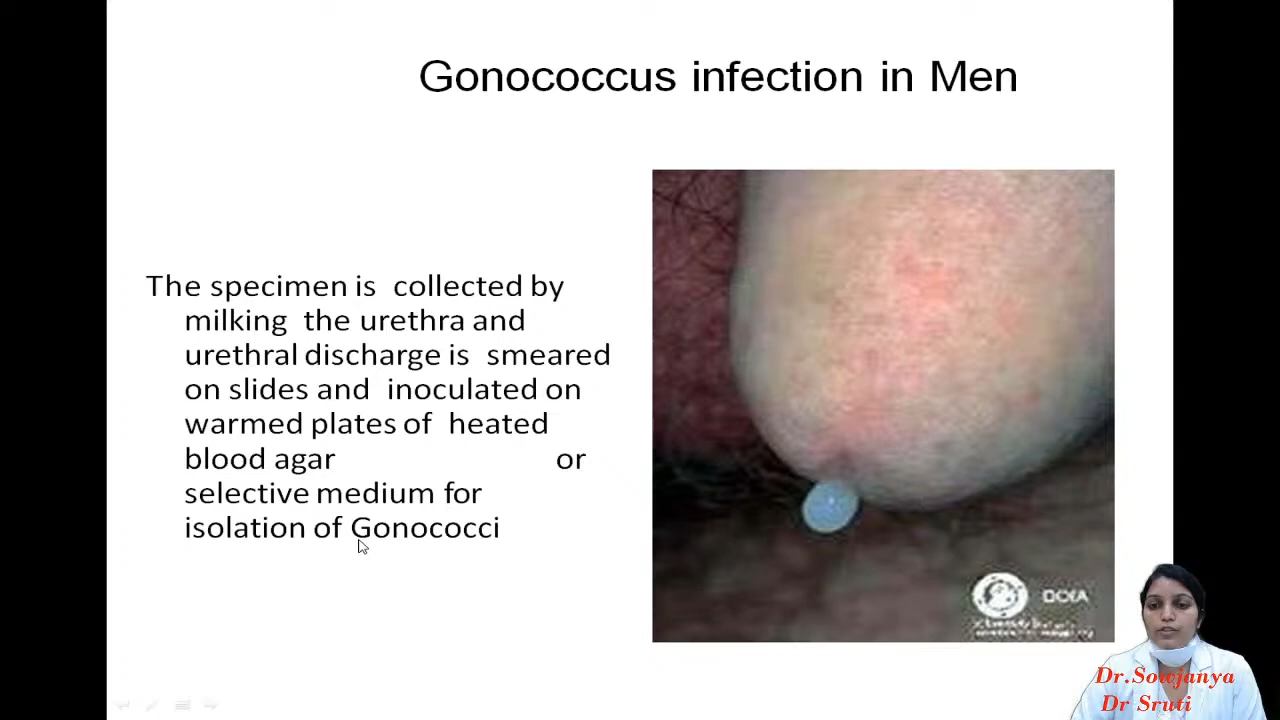 Gonococcus infection in Men
The specimen is collected by
milking the urethra and
urethral discharge is smeared
on slides and inoculated on
warmed plates of heated
blood agar or
selective medium for
isolation of Gonococci
Dr.Sowjanya
Dr Sruti